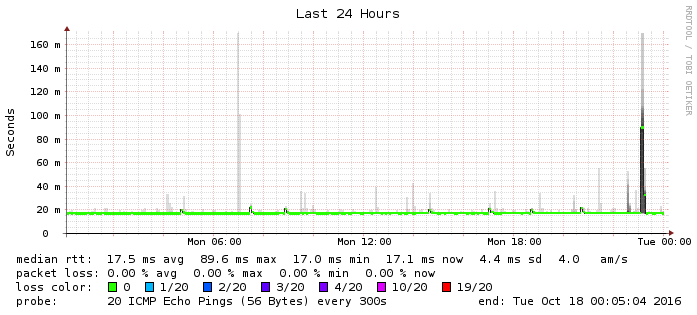 Last 24 Hours
RRDTOOL / TOBI OETIKER
Seconds
160 m
140 m
120 m
100 m
80 m
60 m
40 m
20 m
0
Mon 06:00 Mon 12:00 Mon 18:00 Tue 00:00
median rtt: 17.5 ms avg 89.6 ms max 17.0 ms min 17.1 ms now 4.4 ms sd 4.0 am/s
packet loss: 0.00 % avg 0.00 % max 0.00 % min 0.00 % now
loss color: 0 1/20 2/20 3/20 4/20 10/20 19/20
probe: 20 ICMP Echo Pings (56 Bytes) every 300s end: Tue Oct 18 00:05:04 2016